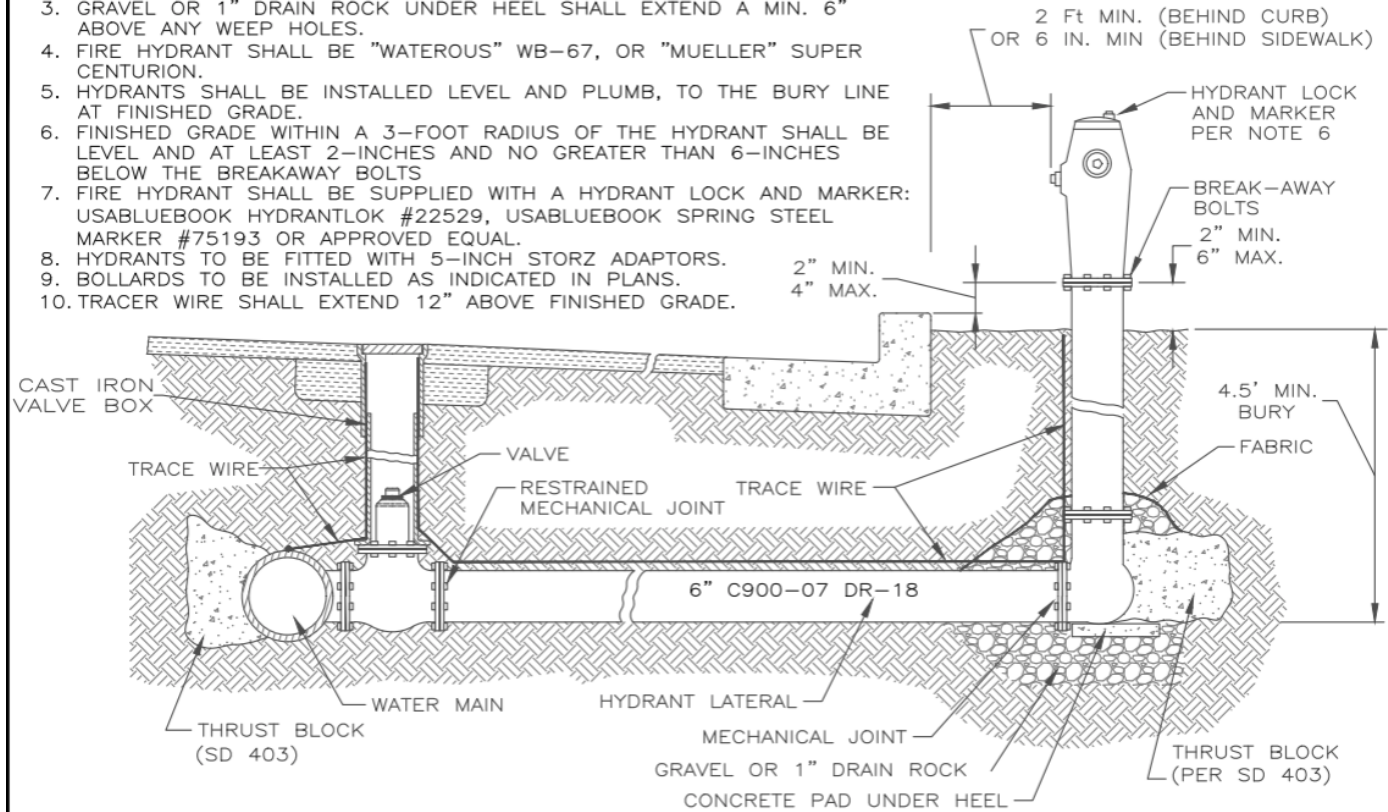 3. GRAVEL OR 1” DRAIN ROCK UNDER HEEL SHALL EXTEND A MIN. 6”
ABOVE ANY WEEP HOLES.
4. FIRE HYDRANT SHALL BE ”WATEROUS” WB-67, OR ”MUELLER” SUPER
CENTURION.
5. HYDRANTS SHALL BE INSTALLED LEVEL AND PLUMB, TO THE BURY LINE
AT FINISHED GRADE.
6. FINISHED GRADE WITHIN A 3-FOOT RADIUS OF THE HYDRANT SHALL BE
LEVEL AND AT LEAST 2-INCHES AND NO GREATER THAN 6-INCHES
BELOW THE BREAKAWAY BOLTS
7. FIRE HYDRANT SHALL BE SUPPLIED WITH A HYDRANT LOCK AND MARKER:
USABLUEBOOK HYDRANTLOK #22529, USABLUEBOOK SPRING STEEL
MARKER #75193 OR APPROVED EQUAL.
8. HYDRANTS TO BE FITTED WITH 5-INCH STORZ ADAPTORS.
9. BOLLARDS TO BE INSTALLED AS INDICATED IN PLANS.
10. TRACER WIRE SHALL EXTEND 12” ABOVE FINISHED GRADE.
2 Ft MIN. (BEHIND CURB)
OR 6 IN. MIN (BEHIND SIDEWALK)
HYDRANT LOCK
AND MARKER
PER NOTE 6
BREAK-AWAY
BOLTS
2” MIN.
6” MAX.
2” MIN.
4” MAX.
CAST IRON
VALVE BOX
4.5’ MIN.
BURY
FABRIC
TRACE WIRE
VALVE
RESTRAINED
MECHANICAL JOINT
TRACE WIRE
6” C900-07 DR-18
WATER MAIN
THRUST BLOCK
(SD 403)
HYDRANT LATERAL
MECHANICAL JOINT
GRAVEL OR 1” DRAIN ROCK
CONCRETE PAD UNDER HEEL
THRUST BLOCK
(PER SD 403)